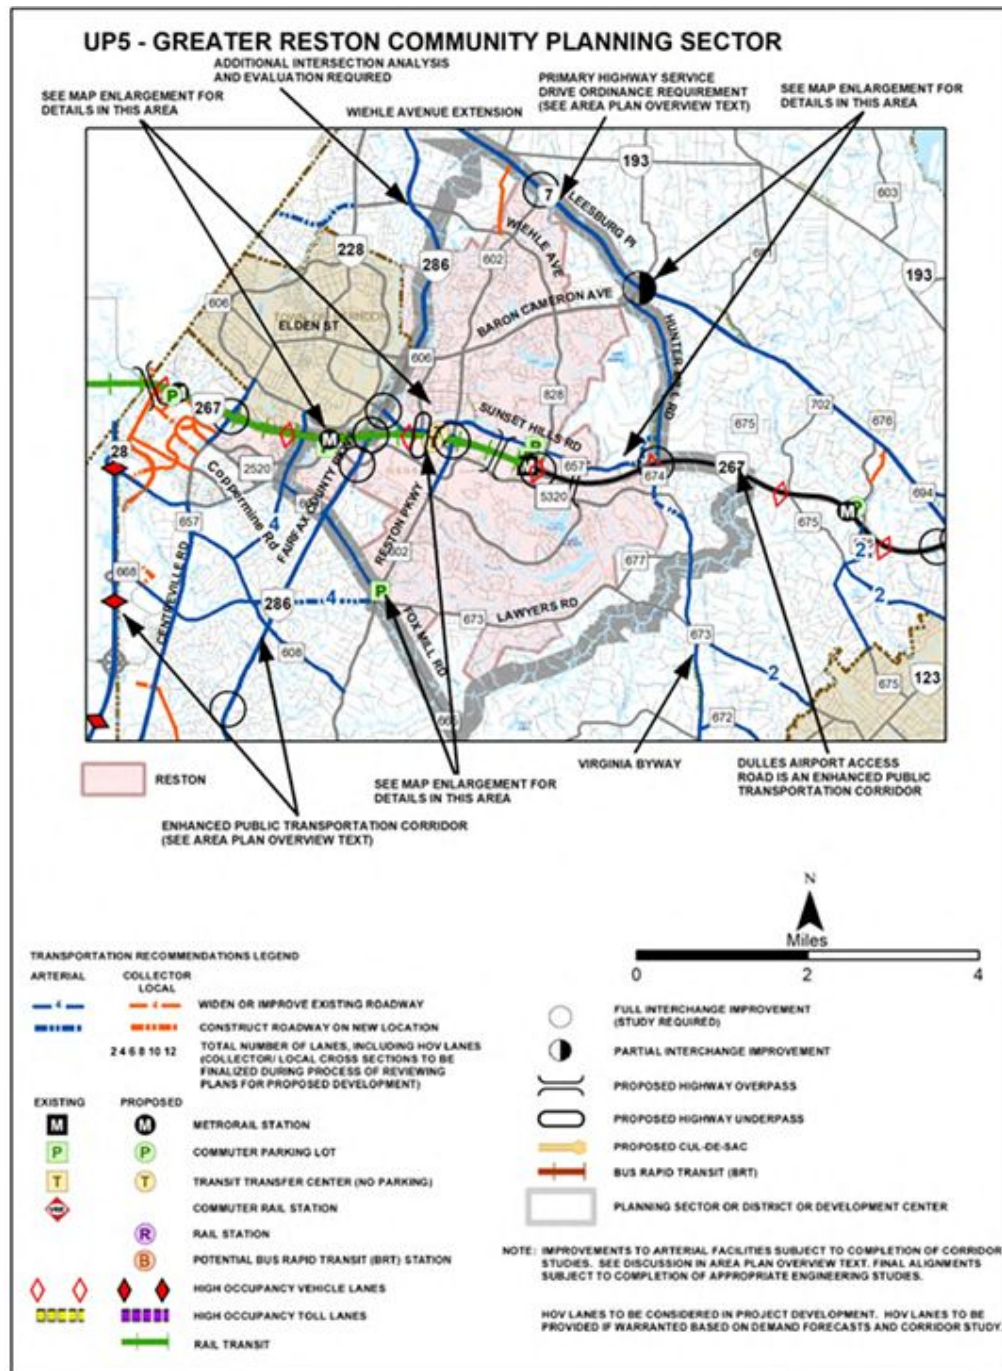 UP5 - GREATER RESTON COMMUNITY PLANNING SECTOR
ADDITIONAL INTERSECTION ANALYSIS
AND EVALUATION REQUIRED
SEE MAP ENLARGEMENT FOR
DETAILS IN THIS AREA
WIEHLE AVENUE EXTENSION
PRIMARY HIGHWAY SERVICE
DRIVE ORDINANCE REQUIREMENT
(SEE AREA PLAN OVERVIEW TEXT)
SEE MAP ENLARGEMENT FOR
DETAILS IN THIS AREA
193
603
7
LEESBURG PI
WIEHLE AVE
602
228
286
193
606
ELDEN ST
BARON CAMERON AVE
HUNTER MILL RD
606
828
702
676
267
SUNSET HILLS RD
675
28
2520
Coppermine Rd
FAIRFAX COUNTY
657
674
267
5320
694
657
4
RESTON PKWY
602
675
2
668
CENTREVILLE RD
286
4
677
2
673
LAWYERS RD
FOX MILL RD
608
673
2
675
123
672
665
RESTON
SEE MAP ENLARGEMENT FOR
DETAILS IN THIS AREA
VIRGINIA BYWAY
DULLES AIRPORT ACCESS
ROAD IS AN ENHANCED PUBLIC
TRANSPORTATION CORRIDOR
ENHANCED PUBLIC TRANSPORTATION CORRIDOR
(SEE AREA PLAN OVERVIEW TEXT)
N
Miles
0 2 4
TRANSPORTATION RECOMMENDATIONS LEGEND
ARTERIAL COLLECTOR
LOCAL
4 4 WIDEN OR IMPROVE EXISTING ROADWAY
CONSTRUCT ROADWAY ON NEW LOCATION
2 4 6 8 10 12 TOTAL NUMBER OF LANES, INCLUDING HOV LANES
(COLLECTOR/ LOCAL CROSS SECTIONS TO BE
FINALIZED DURING PROCESS OF REVIEWING
PLANS FOR PROPOSED DEVELOPMENT)
EXISTING PROPOSED
M M METRORAIL STATION
P P COMMUTER PARKING LOT
T T TRANSIT TRANSFER CENTER (NO PARKING)
VRE COMMUTER RAIL STATION
R RAIL STATION
B POTENTIAL BUS RAPID TRANSIT (BRT) STATION
HIGH OCCUPANCY VEHICLE LANES
HIGH OCCUPANCY TOLL LANES
RAIL TRANSIT
FULL INTERCHANGE IMPROVEMENT
(STUDY REQUIRED)
PARTIAL INTERCHANGE IMPROVEMENT
PROPOSED HIGHWAY OVERPASS
PROPOSED HIGHWAY UNDERPASS
PROPOSED CUL-DE-SAC
BUS RAPID TRANSIT (BRT)
PLANNING SECTOR OR DISTRICT OR DEVELOPMENT CENTER
NOTE: IMPROVEMENTS TO ARTERIAL FACILITIES SUBJECT TO COMPLETION OF CORRIDOR
STUDIES. SEE DISCUSSION IN AREA PLAN OVERVIEW TEXT. FINAL ALIGNMENTS
SUBJECT TO COMPLETION OF APPROPRIATE ENGINEERING STUDIES.
HOV LANES TO BE CONSIDERED IN PROJECT DEVELOPMENT. HOV LANES TO BE
PROVIDED IF WARRANTED BASED ON DEMAND FORECASTS AND CORRIDOR STUDY.